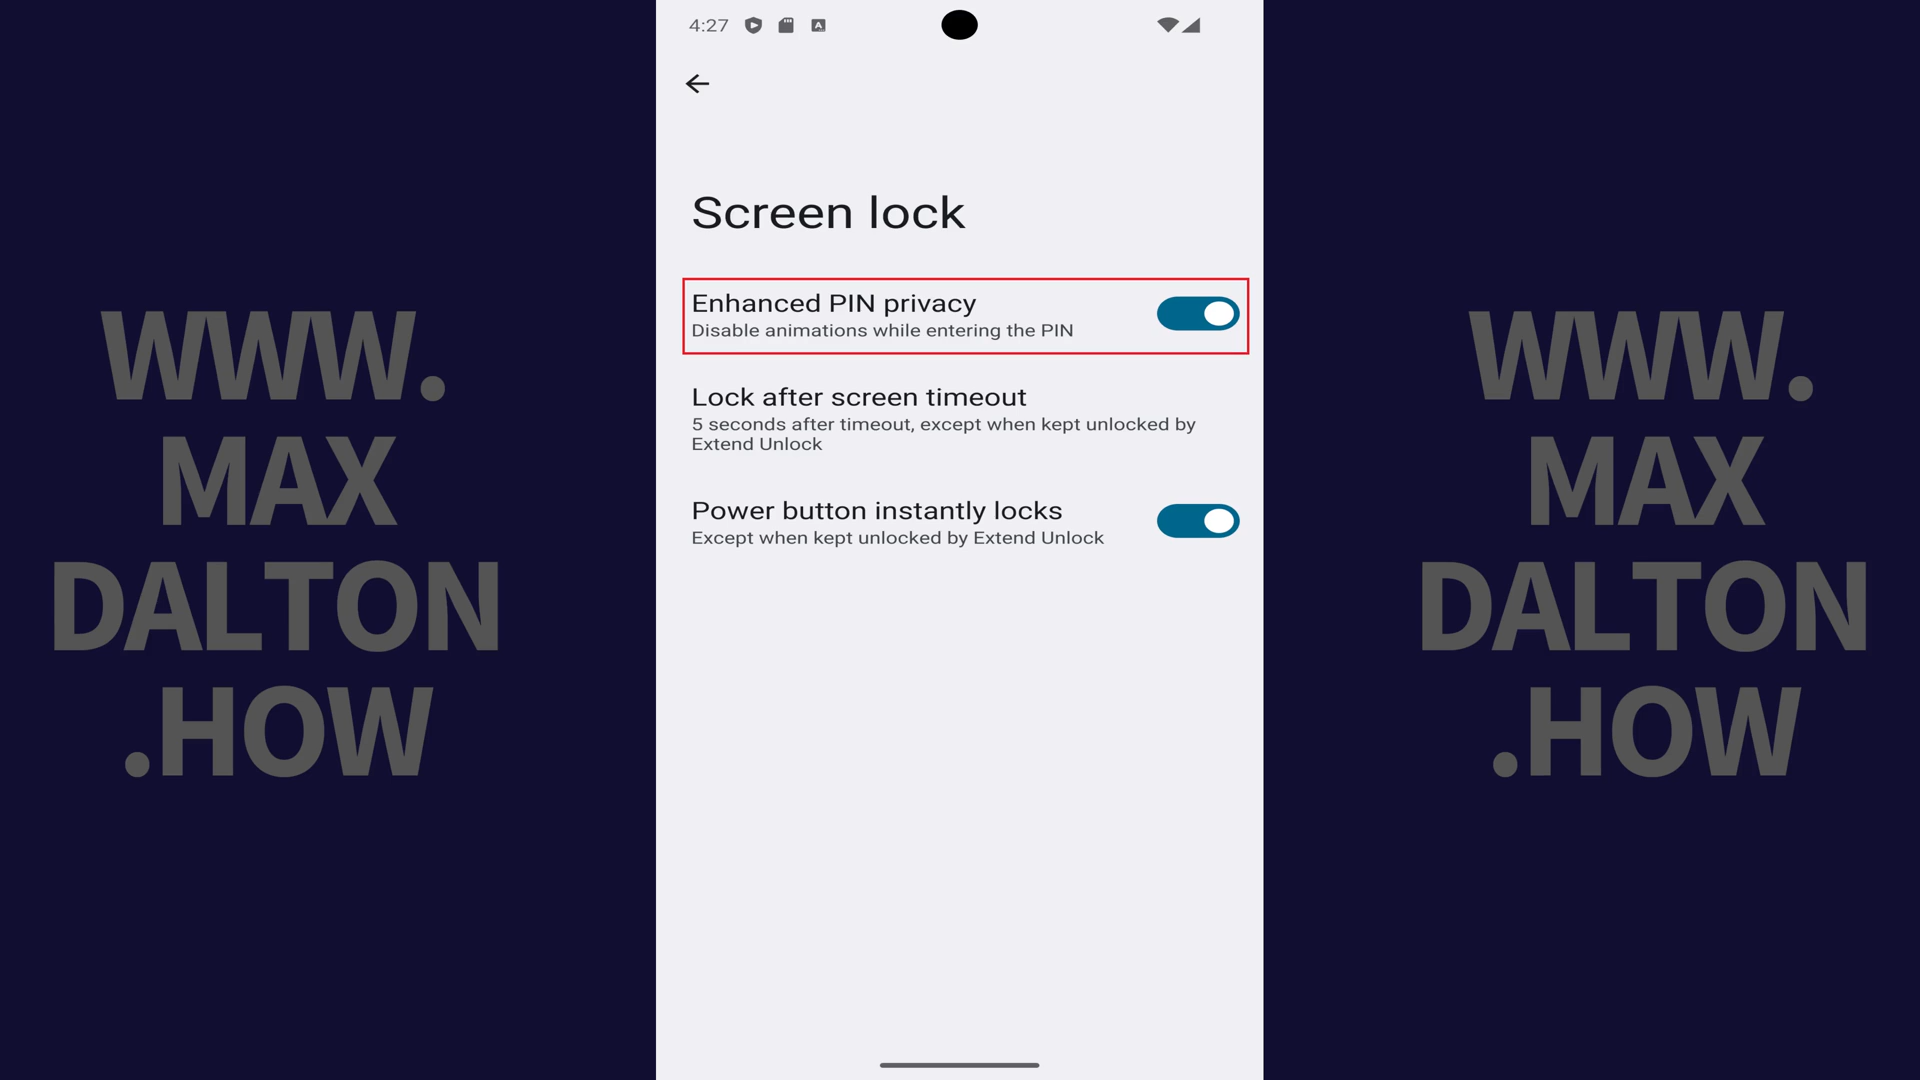 4:27
Screen lock
Enhanced PIN privacy
Disable animations while entering the PIN
Lock after screen timeout
5 seconds after timeout, except when kept unlocked by
Extend Unlock
Power button instantly locks
Except when kept unlocked by Extend Unlock
WWW.
MAX
DALTON
.HOW
WWW.
MAX
DALTON
.HOW